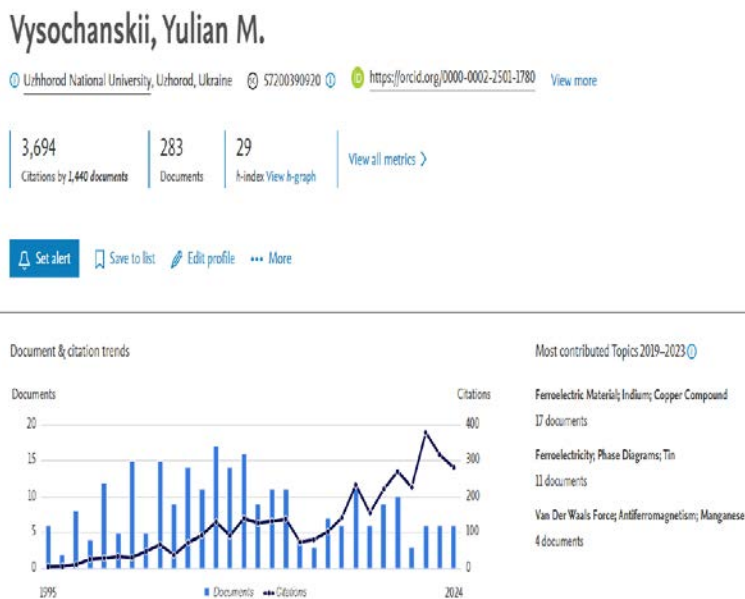 Vysochanskii, Yulian M.
Uzhhorod National University, Uzhorod, Ukraine 57200390920 iD https://orcid.org/0000-0002-2501-1780 View more
3,694 283 29 View all metrics >
Citations by 1,440 documents Documents h-index View h-graph
Set alert Save to list Edit profile ••• More
Document & citation trends Most contributed Topics 2019–2023
Documents Citations Ferroelectric Material; Indium; Copper Compound
20 400 17 documents
15 300 Ferroelectricity; Phase Diagrams; Tin
10 200 11 documents
5 100 Van Der Waals Force; Antiferromagnetism; Manganese
0 0 4 documents
1995 Documents Citations 2024